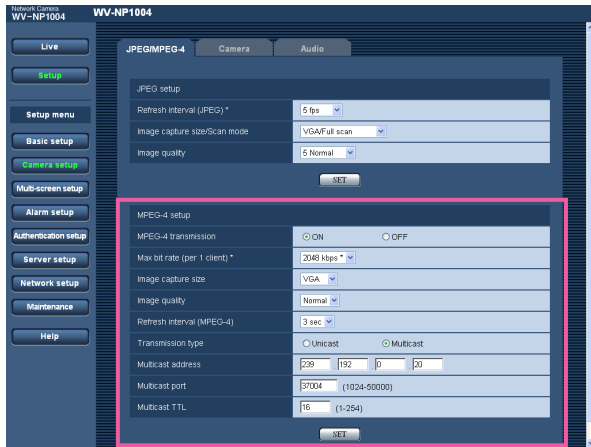 Network Camera
WV-NP1004
WV-NP1004
Live
Setup
Setup menu
Basic setup
Camera setup
Multi-screen setup
Alarm setup
Authentication setup
Server setup
Network setup
Maintenance
Help
JPEG/MPEG-4 Camera Audio
JPEG setup
Refresh interval (JPEG) * 5 fps
Image capture size/Scan mode VGA/Full scan
Image quality 5 Normal
SET
MPEG-4 setup
MPEG-4 transmission ON OFF
Max bit rate (per 1 client) * 2048 kbps *
Image capture size VGA
Image quality Normal
Refresh interval (MPEG-4) 3 sec
Transmission type Unicast Multicast
Multicast address 239 . 192 . 0 . 20
Multicast port 37004 (1024-50000)
Multicast TTL 16 (1-254)
SET